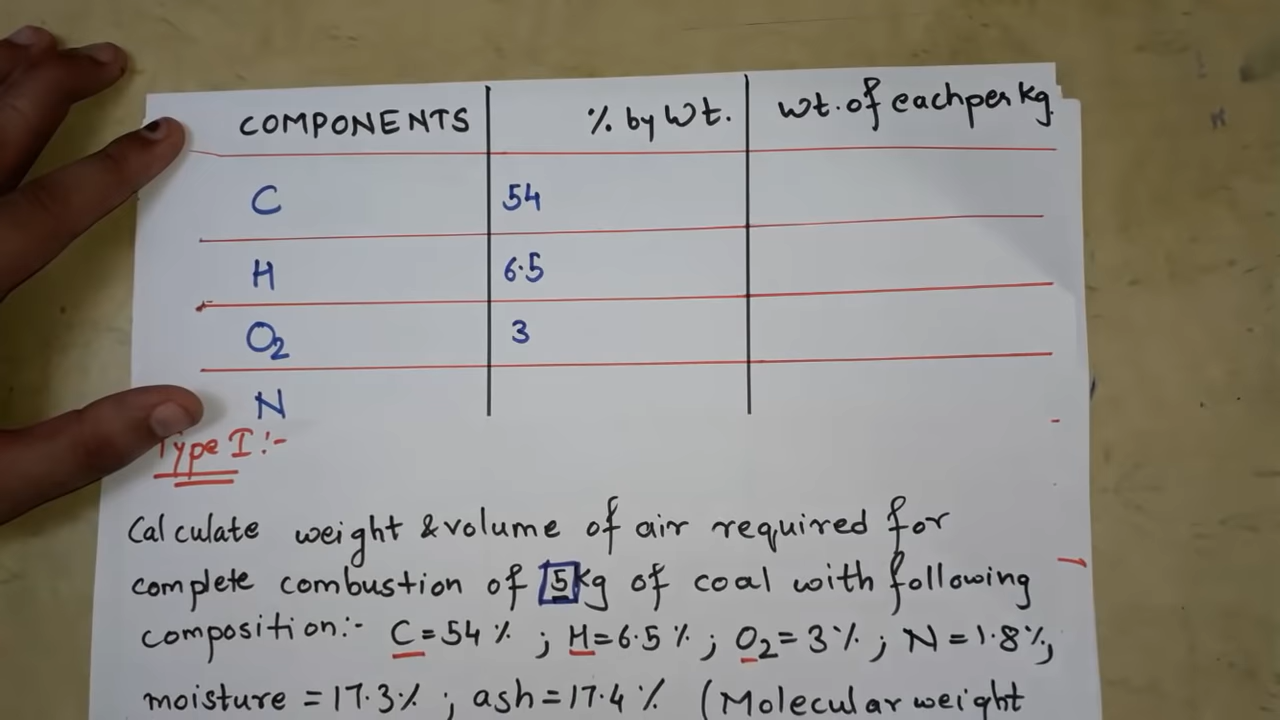 COMPONENTS % by Wt. Wt. of each per kg
C 54
H 6.5
O2 3
N
Type I :-
Calculate weight & volume of air required for
complete combustion of 5 kg of coal with following
composition:- C=54 % ; H=6.5 % ; O2=3 % ; N=1.8 %,
moisture = 17.3% ; ash = 17.4 % (Molecular weight